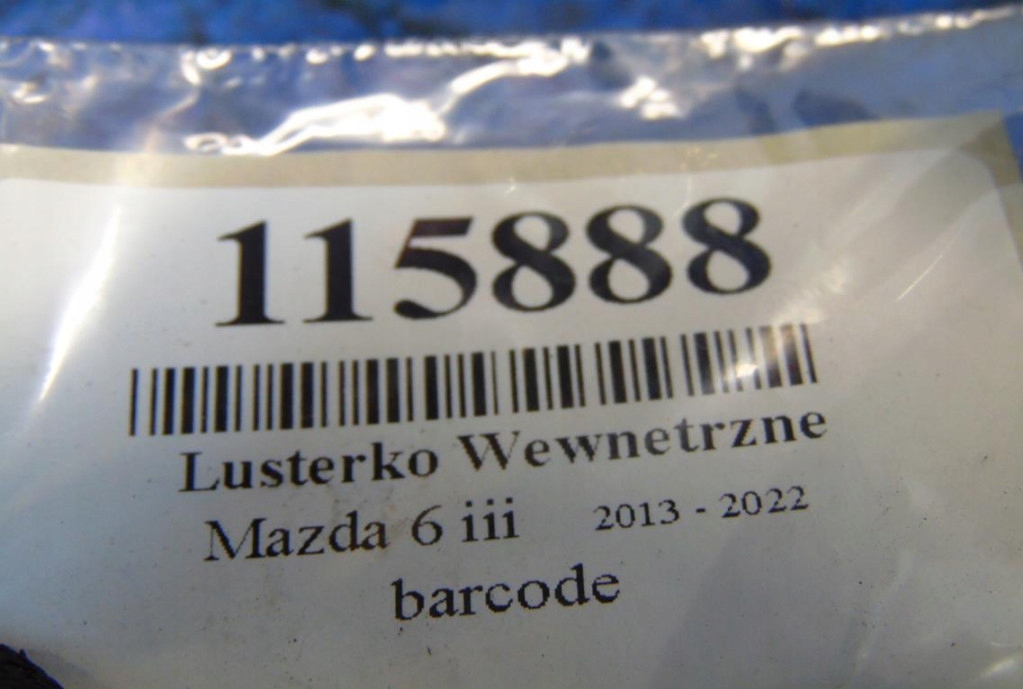 115888
Lusterko Wewnetrzne
Mazda 6 iii 2013 - 2022
barcode